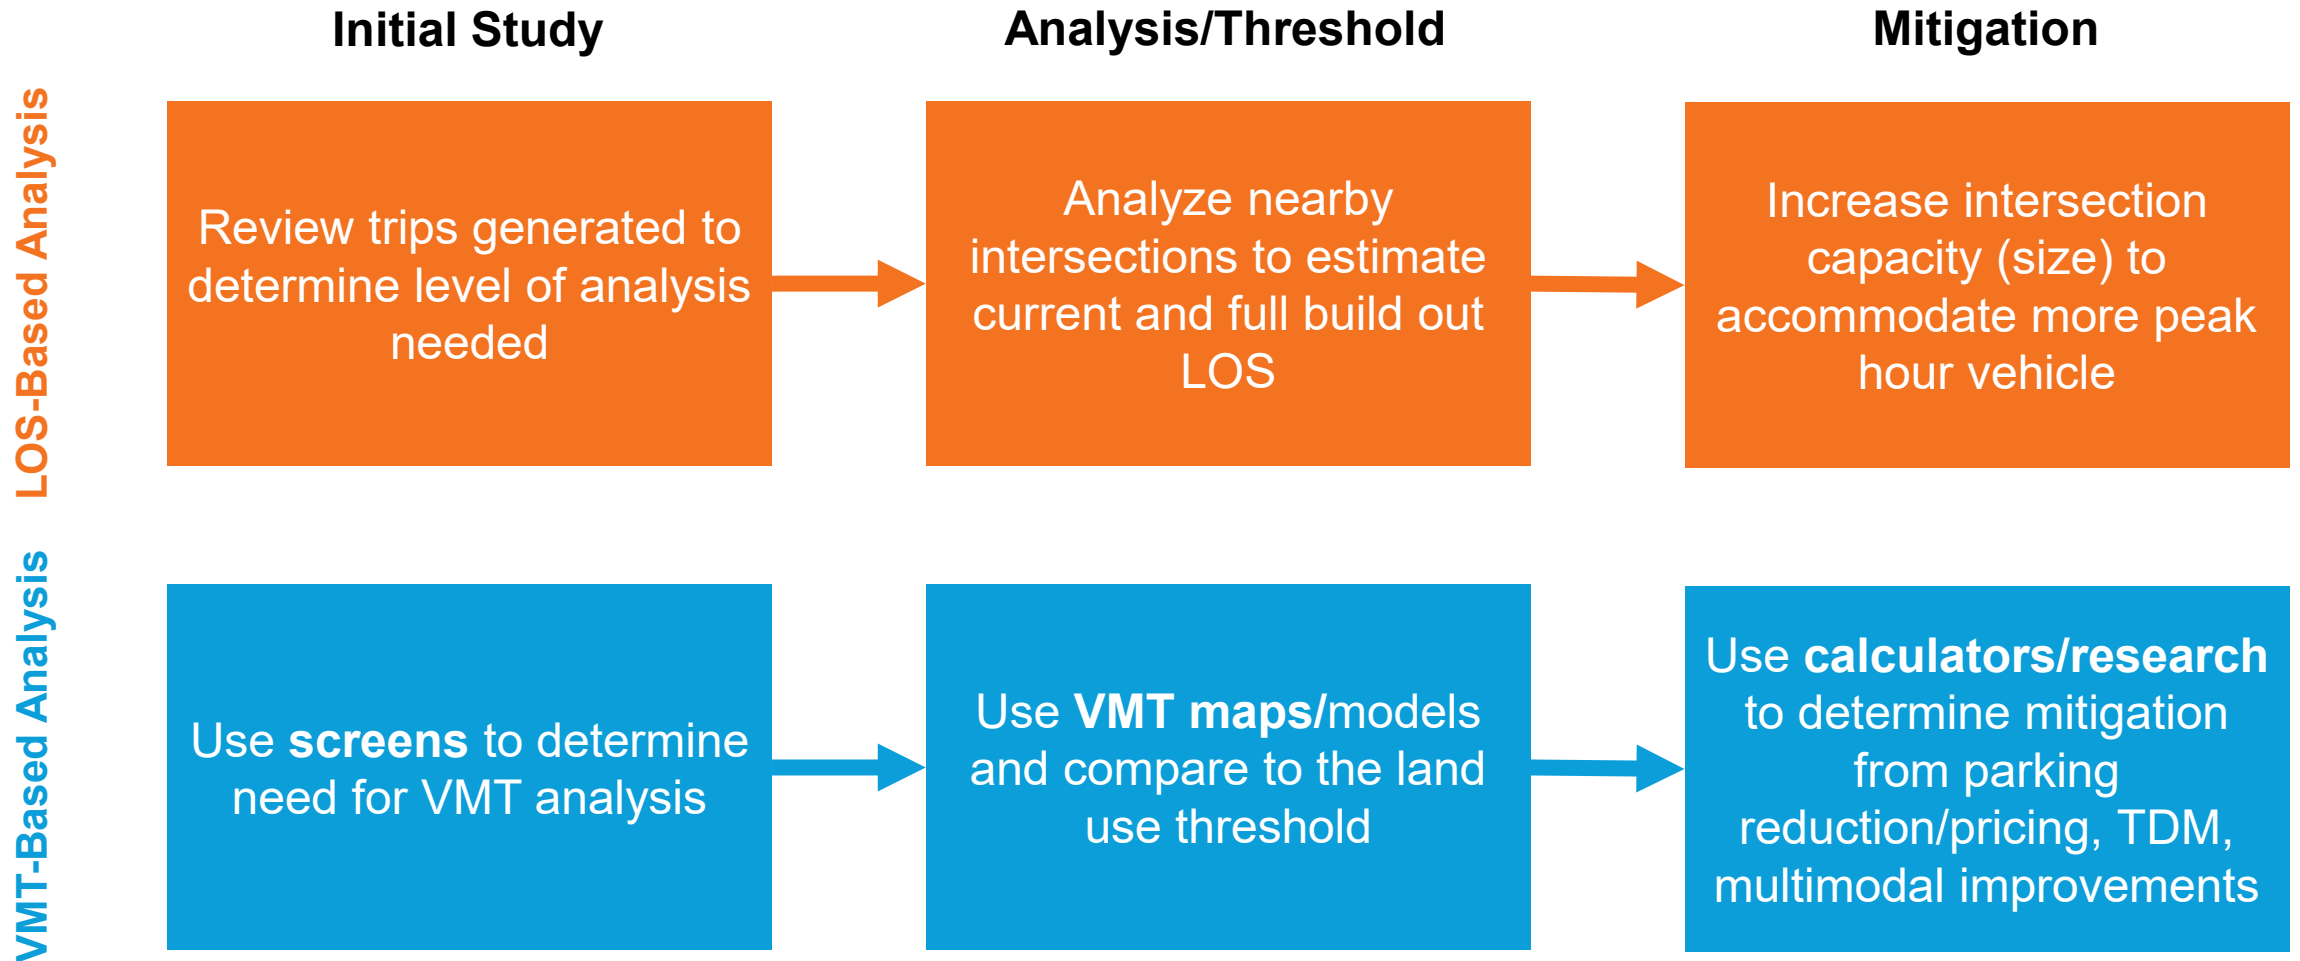 Initial Study
Analysis/Threshold
Mitigation
LOS-Based Analysis
Review trips generated to
determine level of analysis
needed
Analyze nearby
intersections to estimate
current and full build out
LOS
Increase intersection
capacity (size) to
accommodate more peak
hour vehicle
VMT-Based Analysis
Use screens to determine
need for VMT analysis
Use VMT maps/models
and compare to the land
use threshold
Use calculators/research
to determine mitigation
from parking
reduction/pricing, TDM,
multimodal improvements